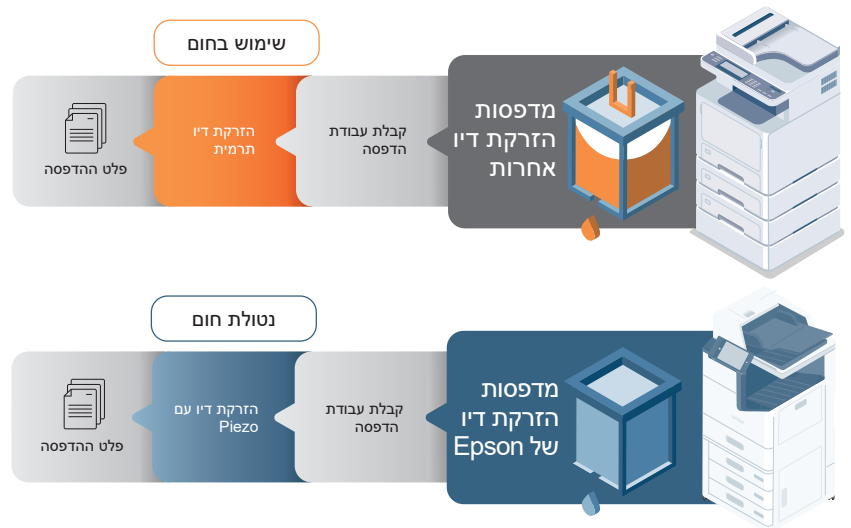 שימוש בחום
מדפסות
הזרקת דיו
אחרות
קבלת עבודת
הדפסה
הזרקת דיו
תרמית
פלט ההדפסה
נטולת חום
מדפסות
הזרקת דיו
של Epson
קבלת עבודת
הדפסה
הזרקת דיו עם
Piezo
פלט ההדפסה